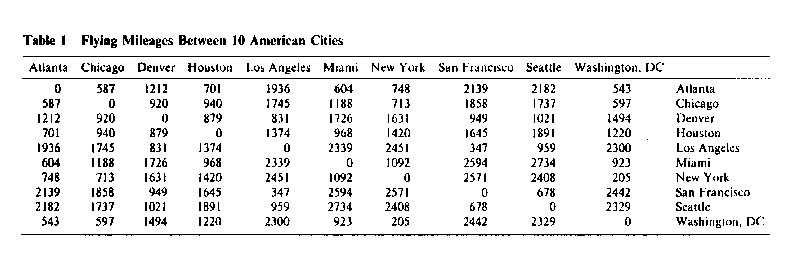 Table 1 Flying Mileages Between 10 American Cities
Atlanta Chicago Denver Houston Los Angeles Miami New York San Francisco Seattle Washington, DC
0 587 1212 701 1936 604 748 2139 2182 543 Atlanta
587 0 920 940 1745 1188 713 1858 1737 597 Chicago
1212 920 0 879 831 1726 1631 949 1021 1494 Denver
701 940 879 0 1374 968 1420 1645 1891 1220 Houston
1936 1745 831 1374 0 2339 2451 347 959 2300 Los Angeles
604 1188 1726 968 2339 0 1092 2594 2734 923 Miami
748 713 1631 1420 2451 1092 0 2571 2408 205 New York
2139 1858 949 1645 347 2594 2571 0 678 2442 San Francisco
2182 1737 1021 1891 959 2734 2408 678 0 2329 Seattle
543 597 1494 1220 2300 923 205 2442 2329 0 Washington, DC